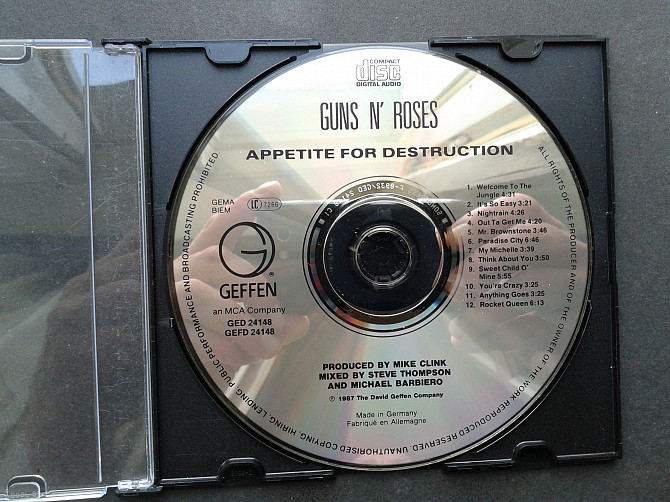 COMPACT
disc
DIGITAL AUDIO
GUNS N' ROSES
APPETITE FOR DESTRUCTION
GEMA
BIEM
LC 7266
GEFFEN
®
an MCA Company
GED 24148
GEFD 24148
1. Welcome To The
Jungle 4:31
2. It's So Easy 3:21
3. Nightrain 4:26
4. Out Ta Get Me 4:20
5. Mr. Brownstone 3:46
6. Paradise City 6:46
7. My Michelle 3:39
8. Think About You 3:50
9. Sweet Child O'
Mine 5:55
10. You're Crazy 3:25
11. Anything Goes 3:25
12. Rocket Queen 6:13
PRODUCED BY MIKE CLINK
MIXED BY STEVE THOMPSON
AND MICHAEL BARBIERO
℗ 1987 The David Geffen Company
Made in Germany
Fabriqué en Allemagne
ALL RIGHTS OF THE PRODUCER AND OF THE OWNER OF THE WORK REPRODUCED RESERVED. UNAUTHORISED COPYING, HIRING, LENDING, PUBLIC PERFORMANCE AND BROADCASTING PROHIBITED